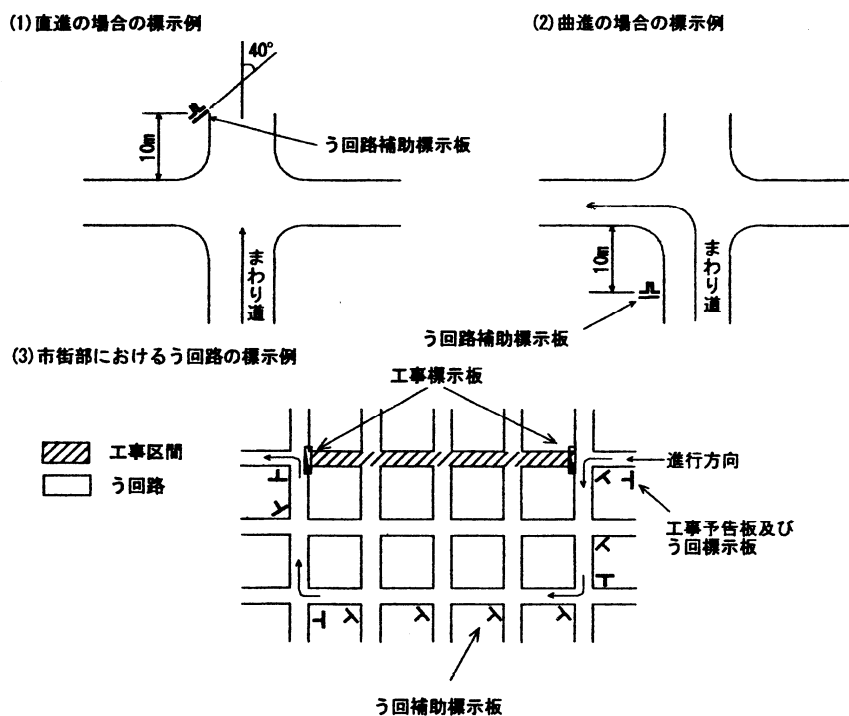 (1)直進の場合の標示例
(2)曲進の場合の標示例
40°
10m
う回路補助標示板
まわり道
10m
まわり道
う回路補助標示板
(3)市街部におけるう回路の標示例
工事標示板
工事区間
う回路
進行方向
工事予告板及び
う回標示板
う回補助標示板